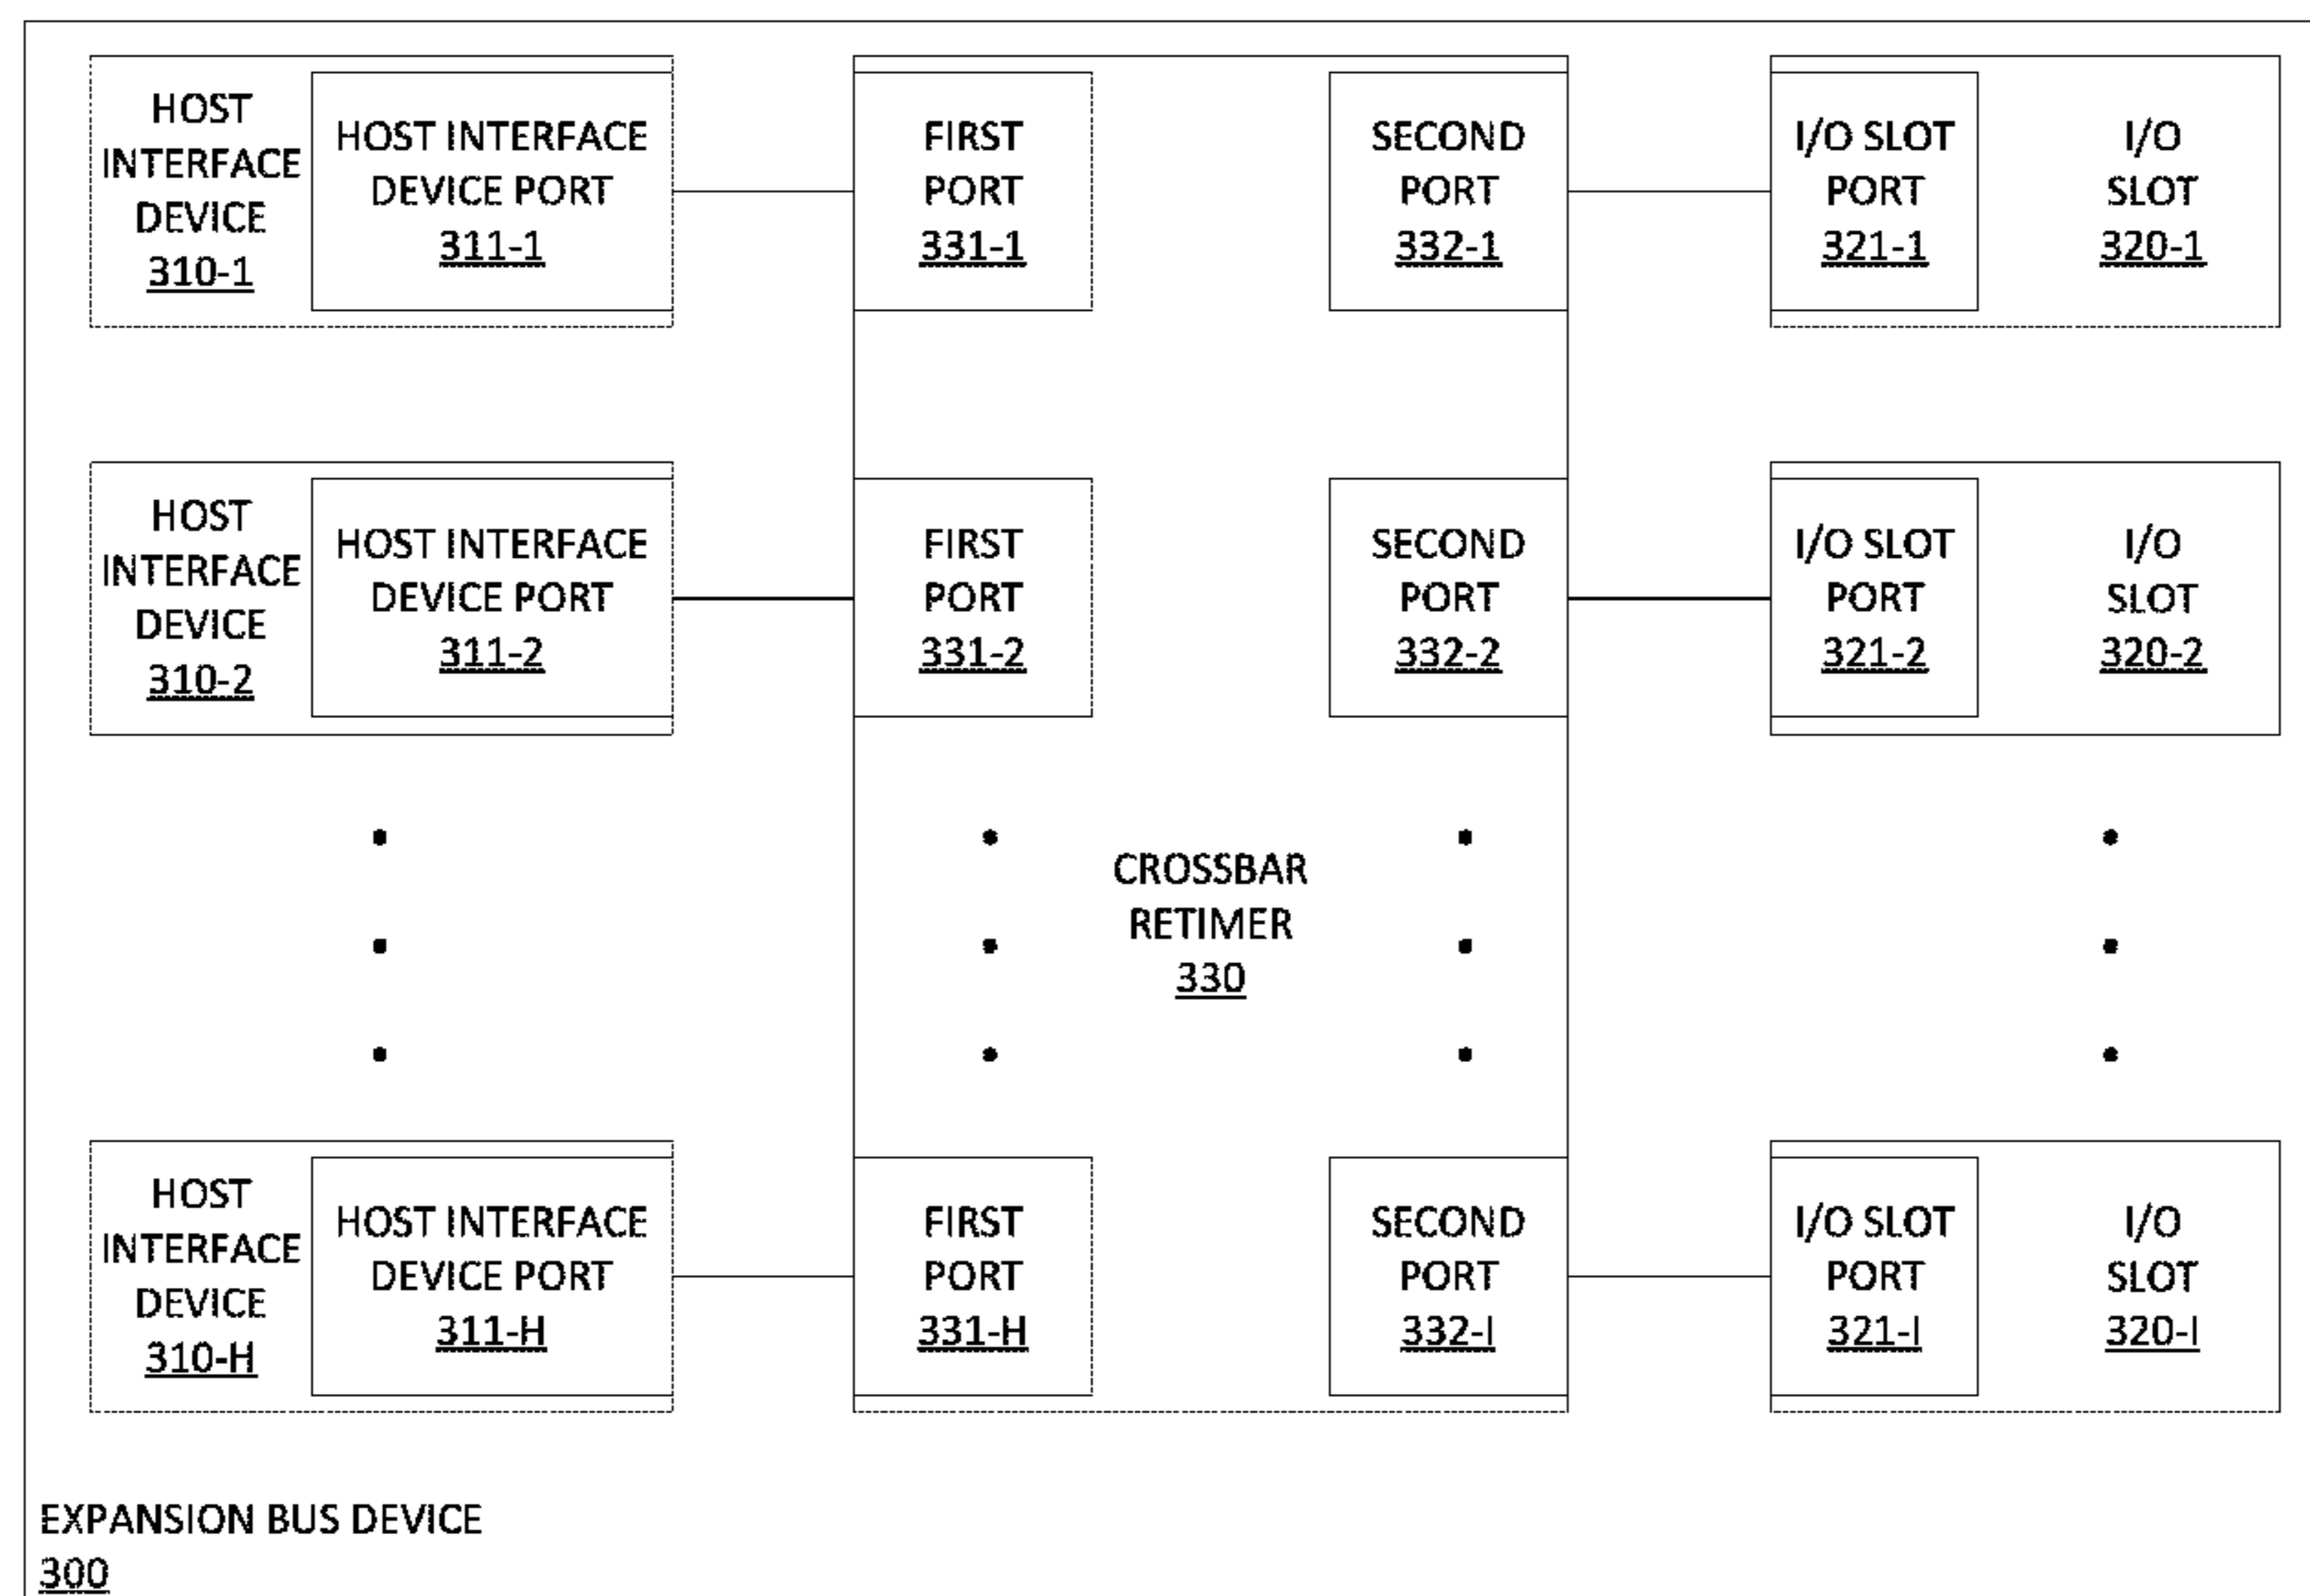 HOST
INTERFACE
DEVICE
310-1
HOST INTERFACE
DEVICE PORT
311-1
FIRST
PORT
331-1
SECOND
PORT
332-1
I/O SLOT
PORT
321-1
I/O
SLOT
320-1
HOST
INTERFACE
DEVICE
310-2
HOST INTERFACE
DEVICE PORT
311-2
FIRST
PORT
331-2
SECOND
PORT
332-2
I/O SLOT
PORT
321-2
I/O
SLOT
320-2
CROSSBAR
RETIMER
330
HOST
INTERFACE
DEVICE
310-H
HOST INTERFACE
DEVICE PORT
311-H
FIRST
PORT
331-H
SECOND
PORT
332-I
I/O SLOT
PORT
321-I
I/O
SLOT
320-I
EXPANSION BUS DEVICE
300